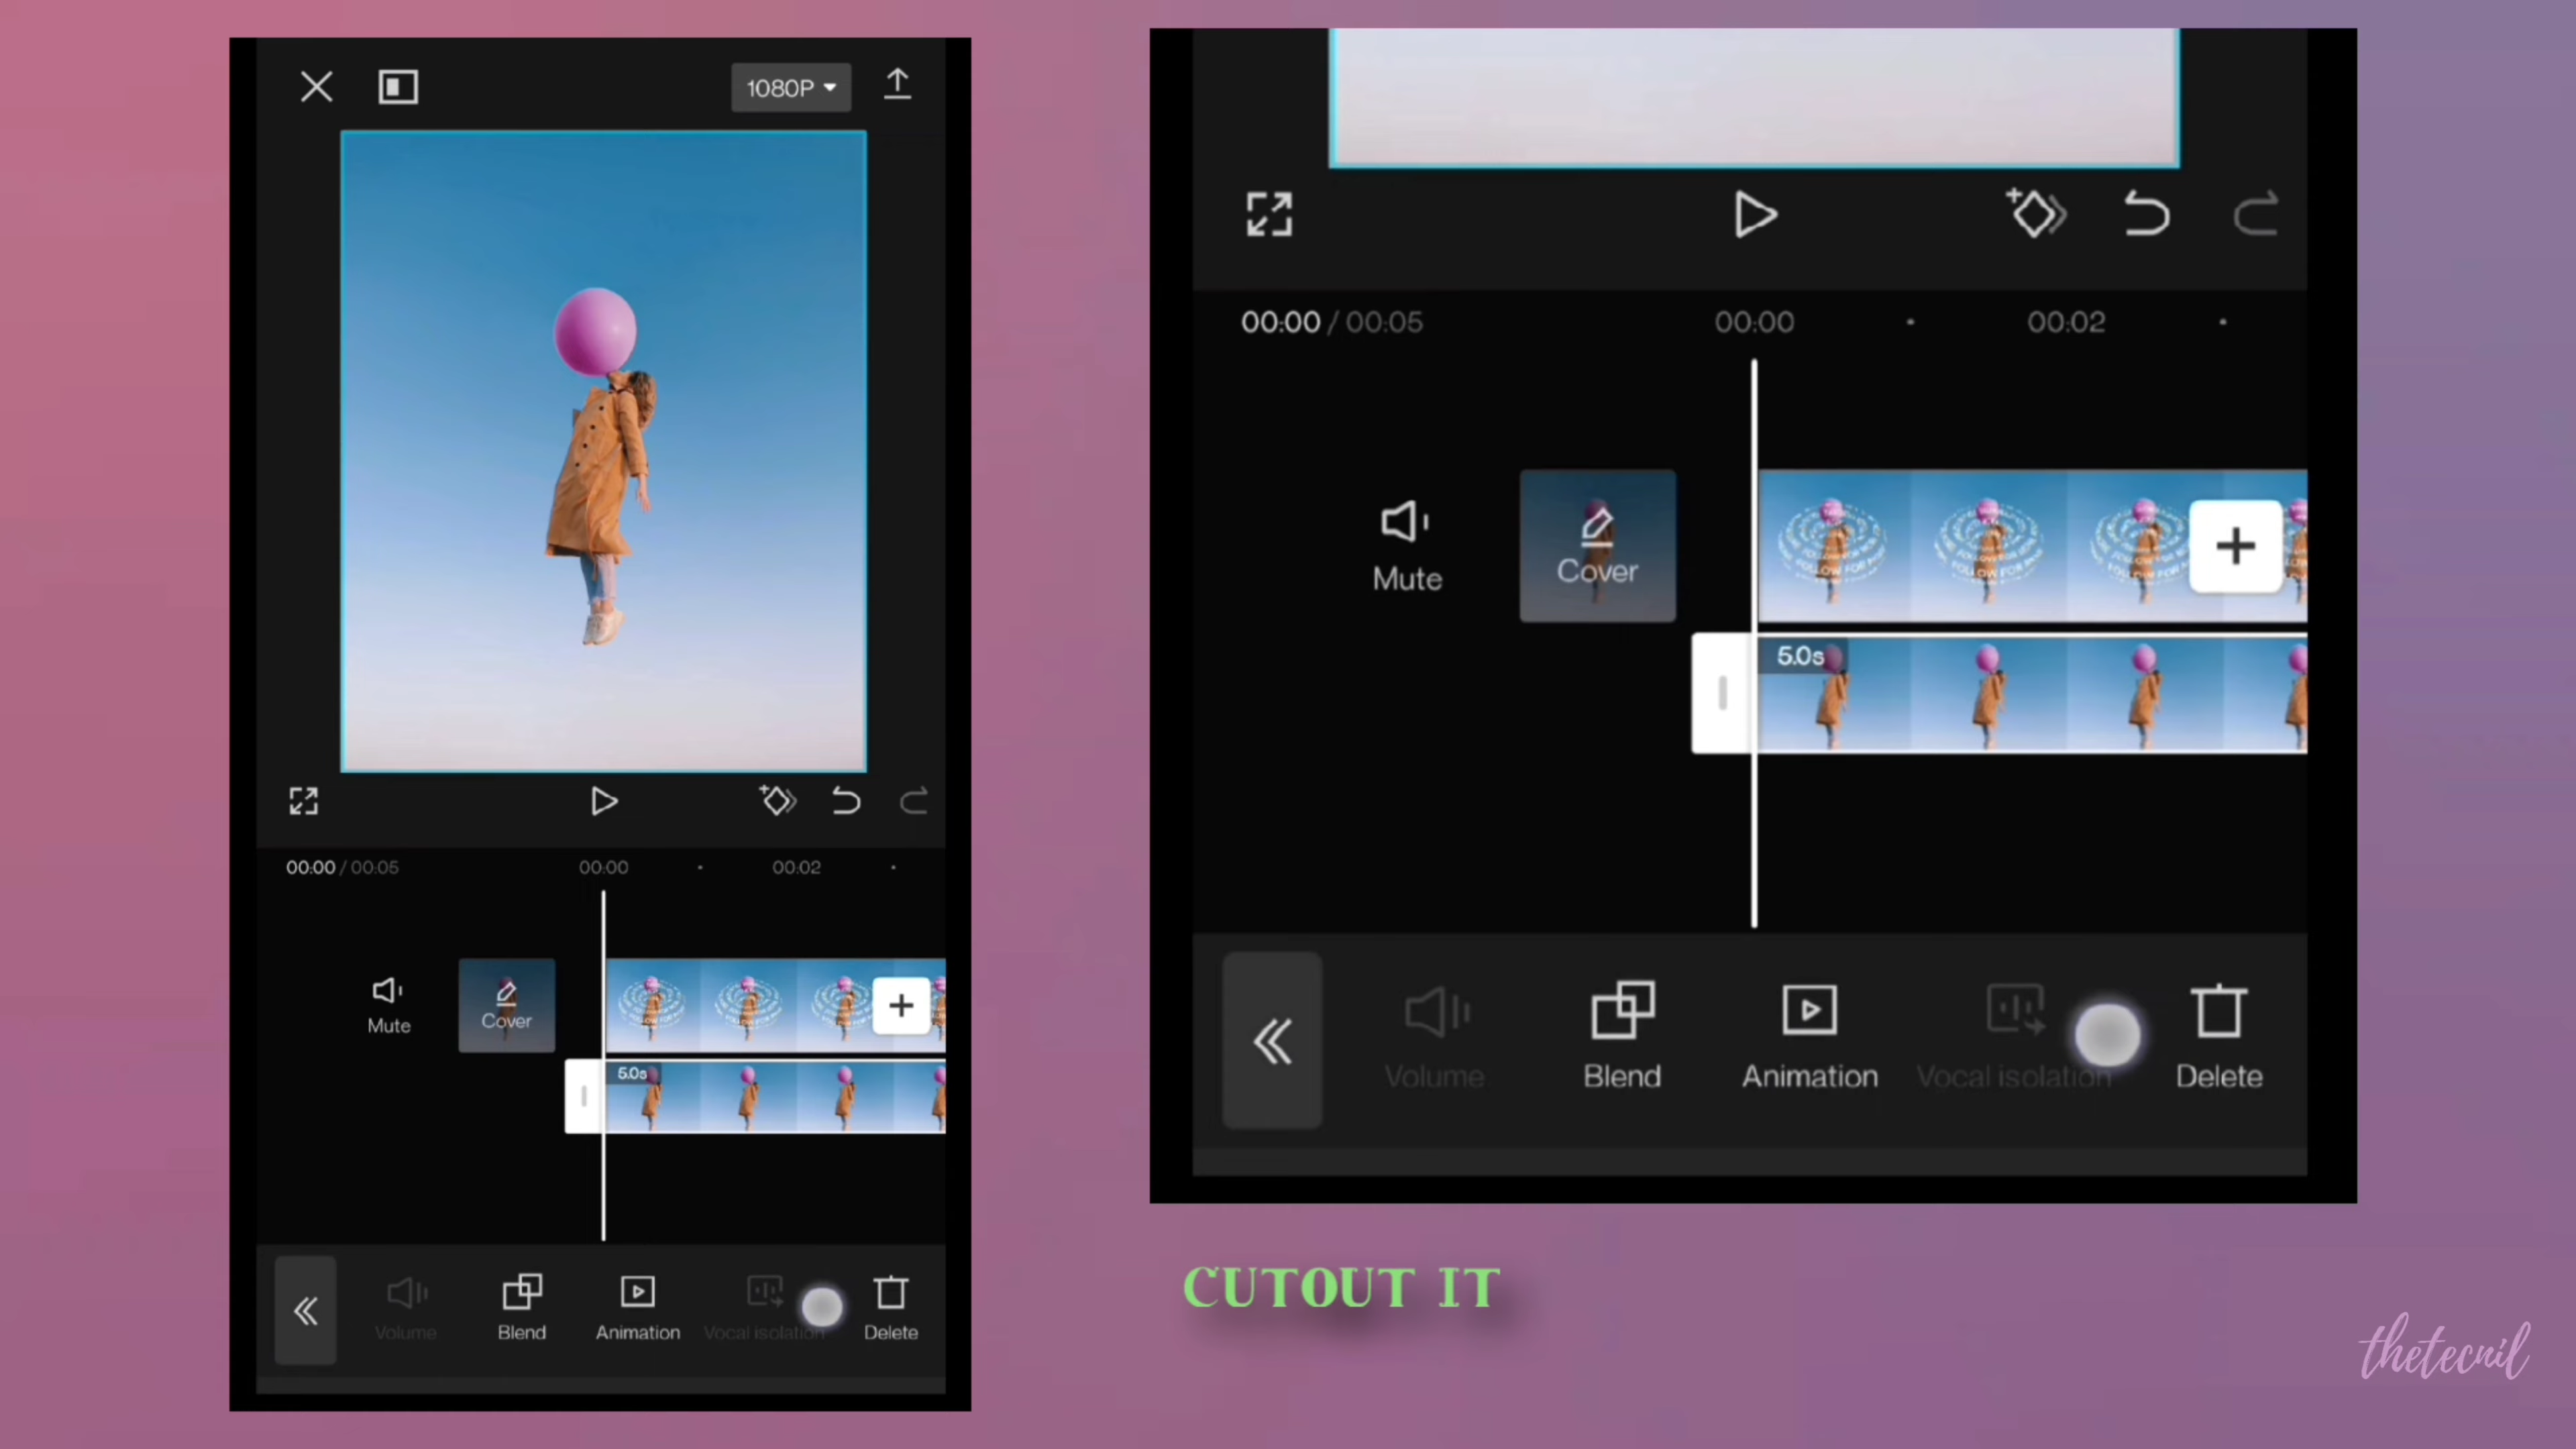 1080P
00:00 / 00:05 00:00 00:02
Mute
Cover
5.0s
Volume Blend Animation Vocal isolation Delete
00:00 / 00:05 00:00 00:02
Mute
Cover
FOLLOW FOR
5.0s
Volume Blend Animation Vocal isolation Delete
CUTOUT IT
thetecnil